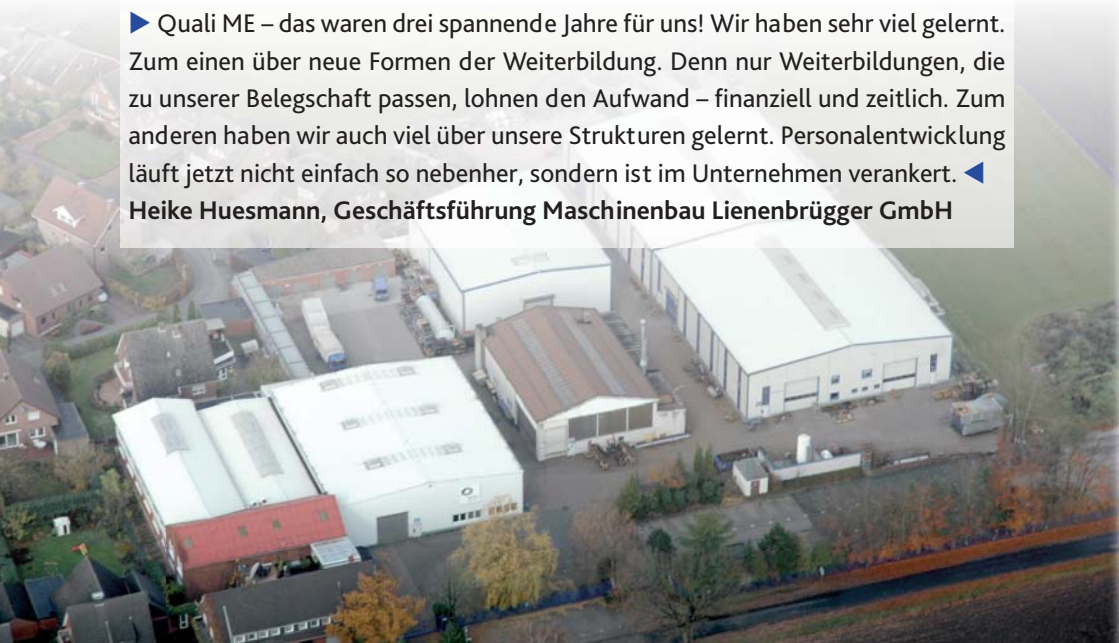 ▶ Quali ME – das waren drei spannende Jahre für uns! Wir haben sehr viel gelernt.
Zum einen über neue Formen der Weiterbildung. Denn nur Weiterbildungen, die
zu unserer Belegschaft passen, lohnen den Aufwand – finanziell und zeitlich. Zum
anderen haben wir auch viel über unsere Strukturen gelernt. Personalentwicklung
läuft jetzt nicht einfach so nebenher, sondern ist im Unternehmen verankert. ◀
Heike Huesmann, Geschäftsführung Maschinenbau Lienenbrügger GmbH